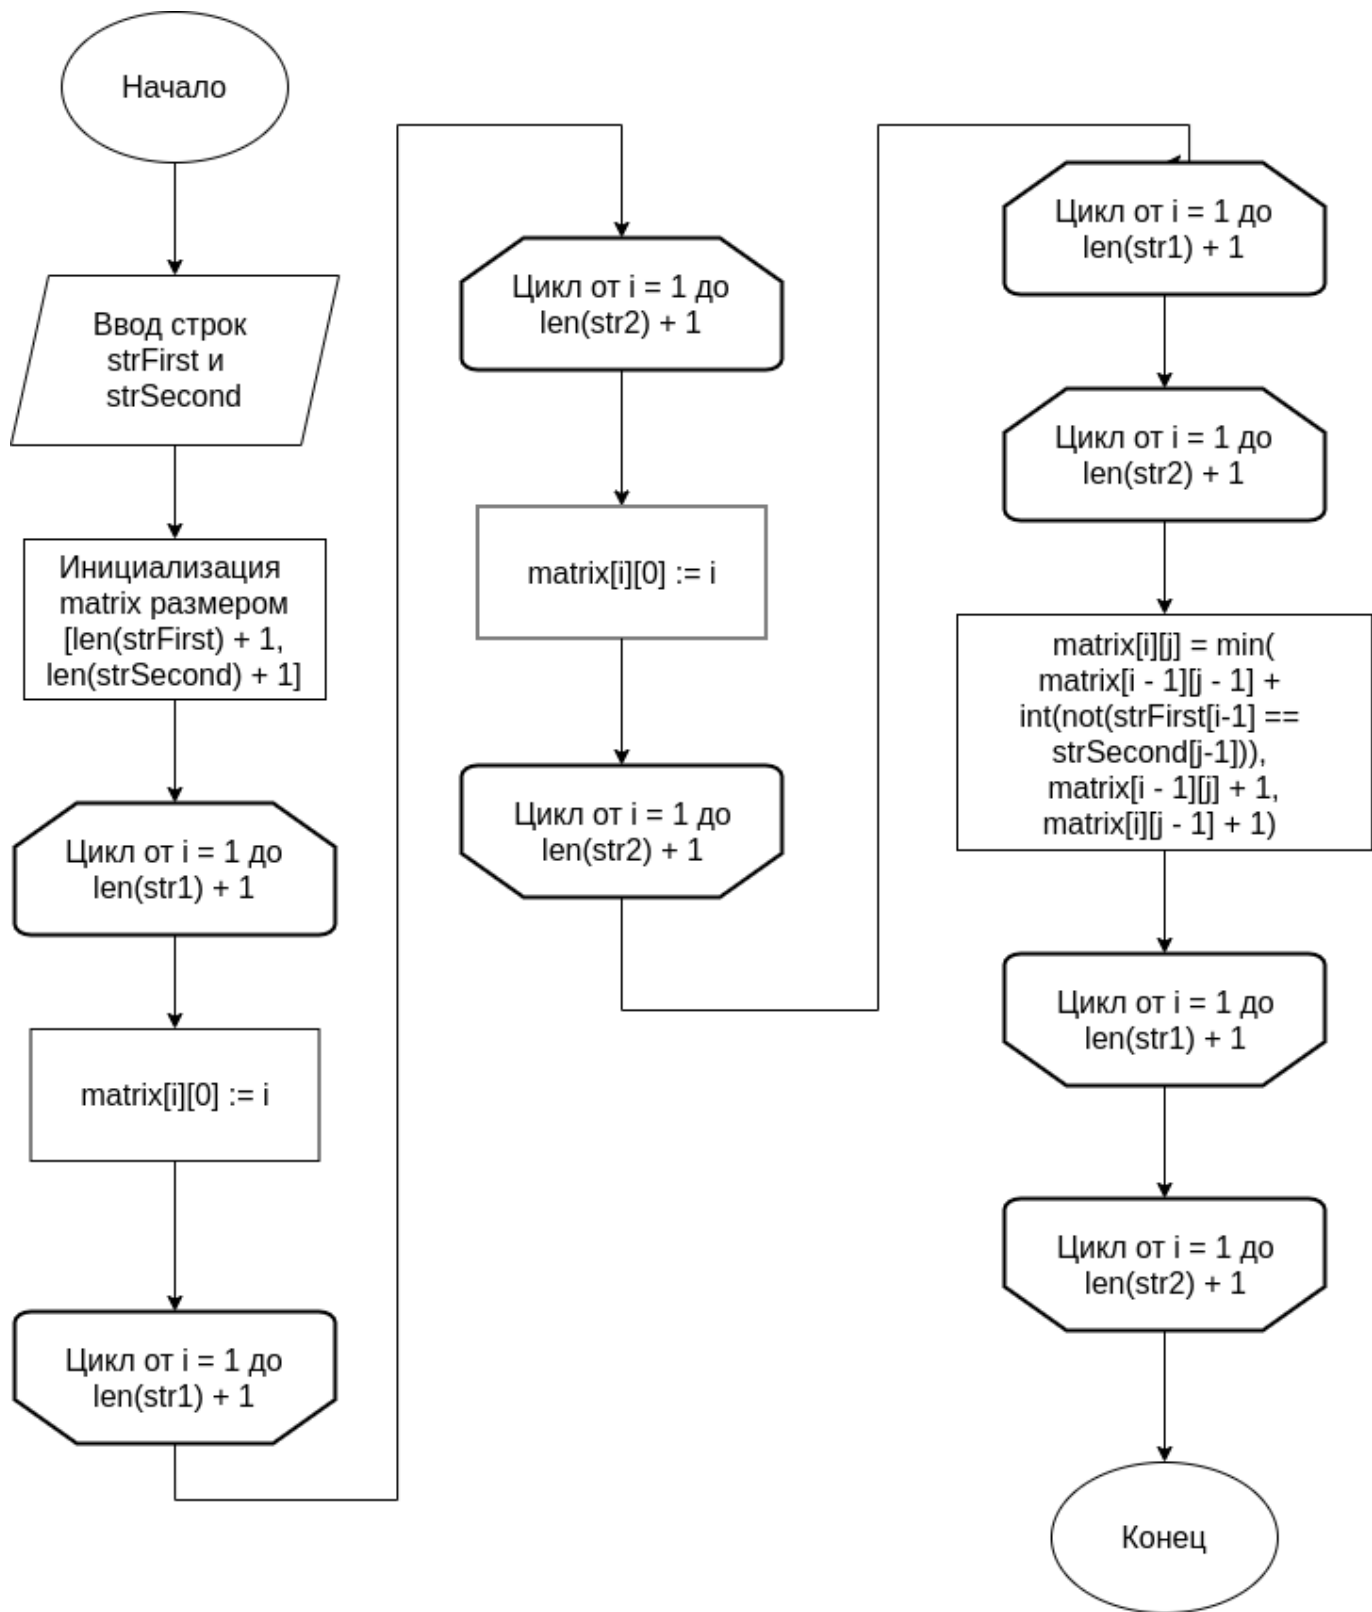 Начало
Ввод строк
strFirst и
strSecond
Инициализация
matrix размером
[len(strFirst) + 1,
len(strSecond) + 1]
Цикл от i = 1 до
len(str1) + 1
matrix[i][0] := i
Цикл от i = 1 до
len(str1) + 1
Цикл от i = 1 до
len(str2) + 1
matrix[i][0] := i
Цикл от i = 1 до
len(str2) + 1
Цикл от i = 1 до
len(str1) + 1
Цикл от i = 1 до
len(str2) + 1
matrix[i][j] = min(
matrix[i - 1][j - 1] +
int(not(strFirst[i-1] ==
strSecond[j-1])),
matrix[i - 1][j] + 1,
matrix[i][j - 1] + 1)
Цикл от i = 1 до
len(str1) + 1
Цикл от i = 1 до
len(str2) + 1
Конец